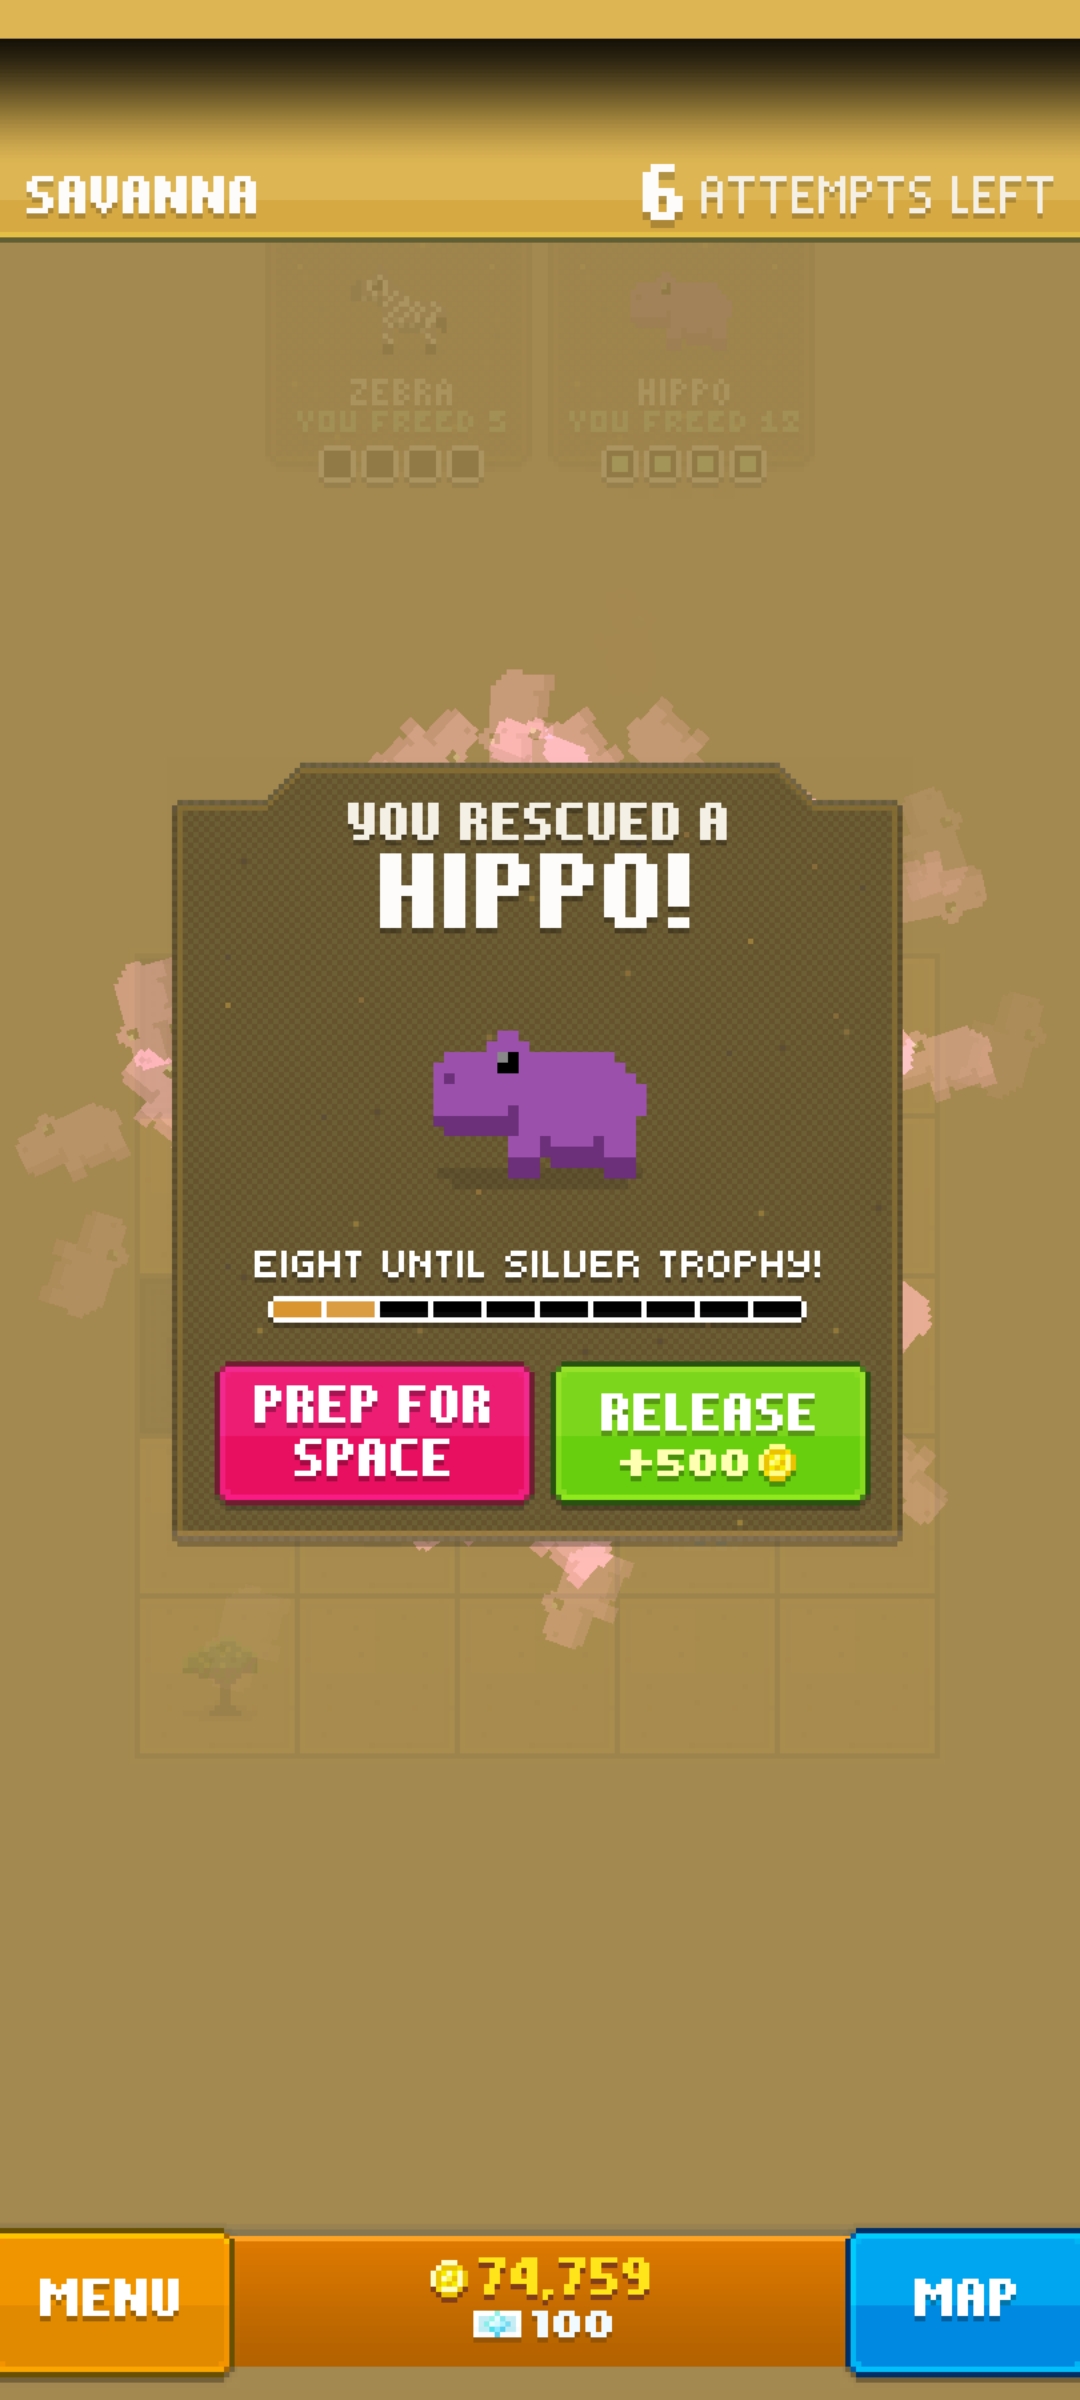 SAVANNA
6 ATTEMPTS LEFT
ZEBRA
HIPPO
YOU FREED 5
YOU RESCUED A
HIPPO!
EIGHT UNTIL SILVER TROPHY!
PREP FOR
SPACE
RELEASE
+500
MENU
74,759
100
MAP